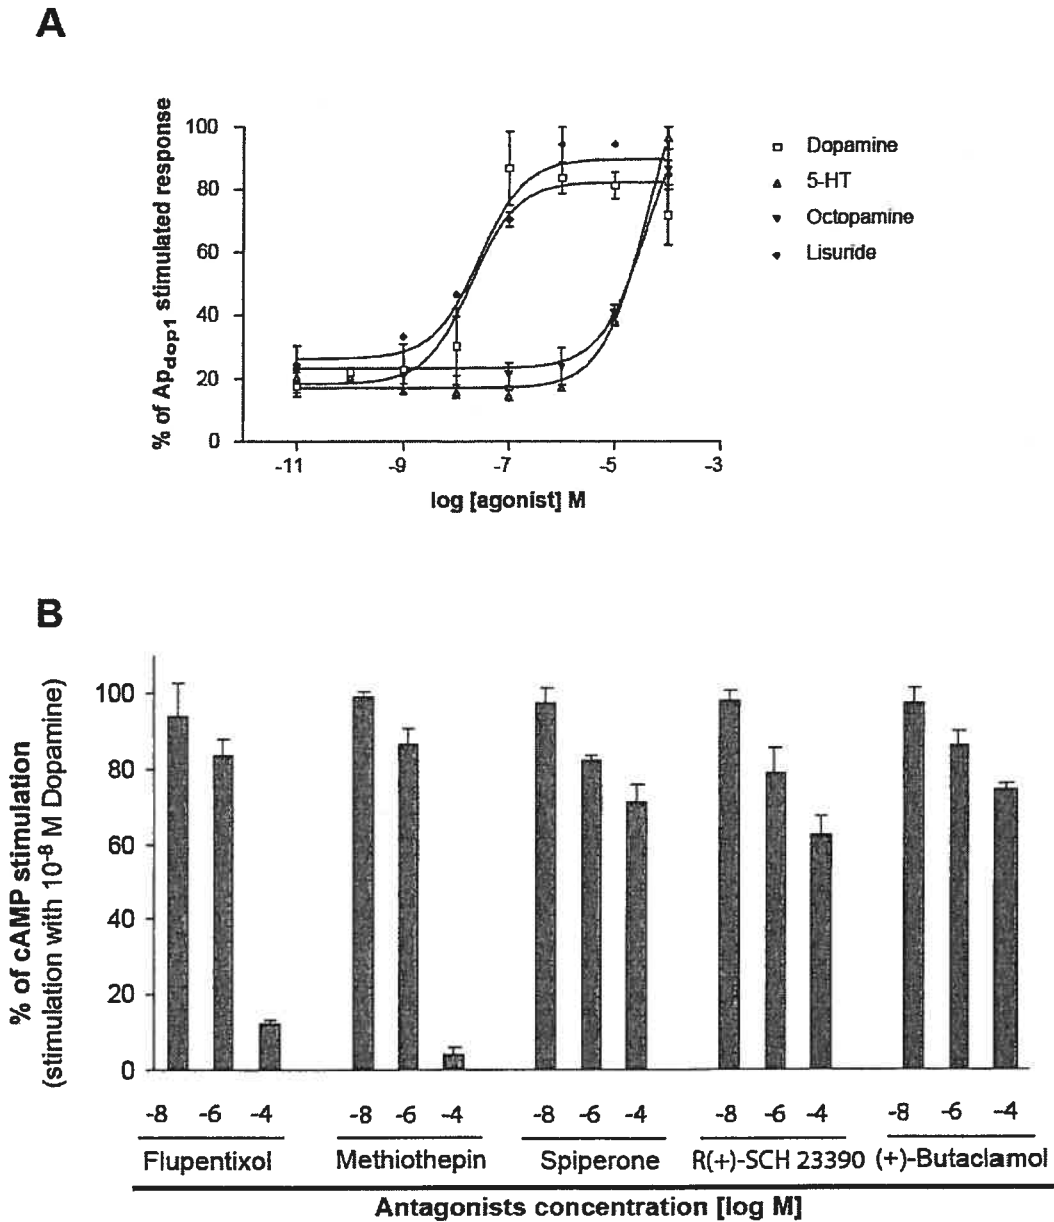 A
% of Apdop1 stimulated response
100
80
60
40
20
0
-11 -9 -7 -5 -3
log [agonist] M
Dopamine
5-HT
Octopamine
Lisuride
B
% of cAMP stimulation
(stimulation with 10-8 M Dopamine)
100
80
60
40
20
0
-8 -6 -4 -8 -6 -4 -8 -6 -4 -8 -6 -4 -8 -6 -4
Flupentixol Methiothepin Spiperone R(+)-SCH 23390 (+)-Butaclamol
Antagonists concentration [log M]